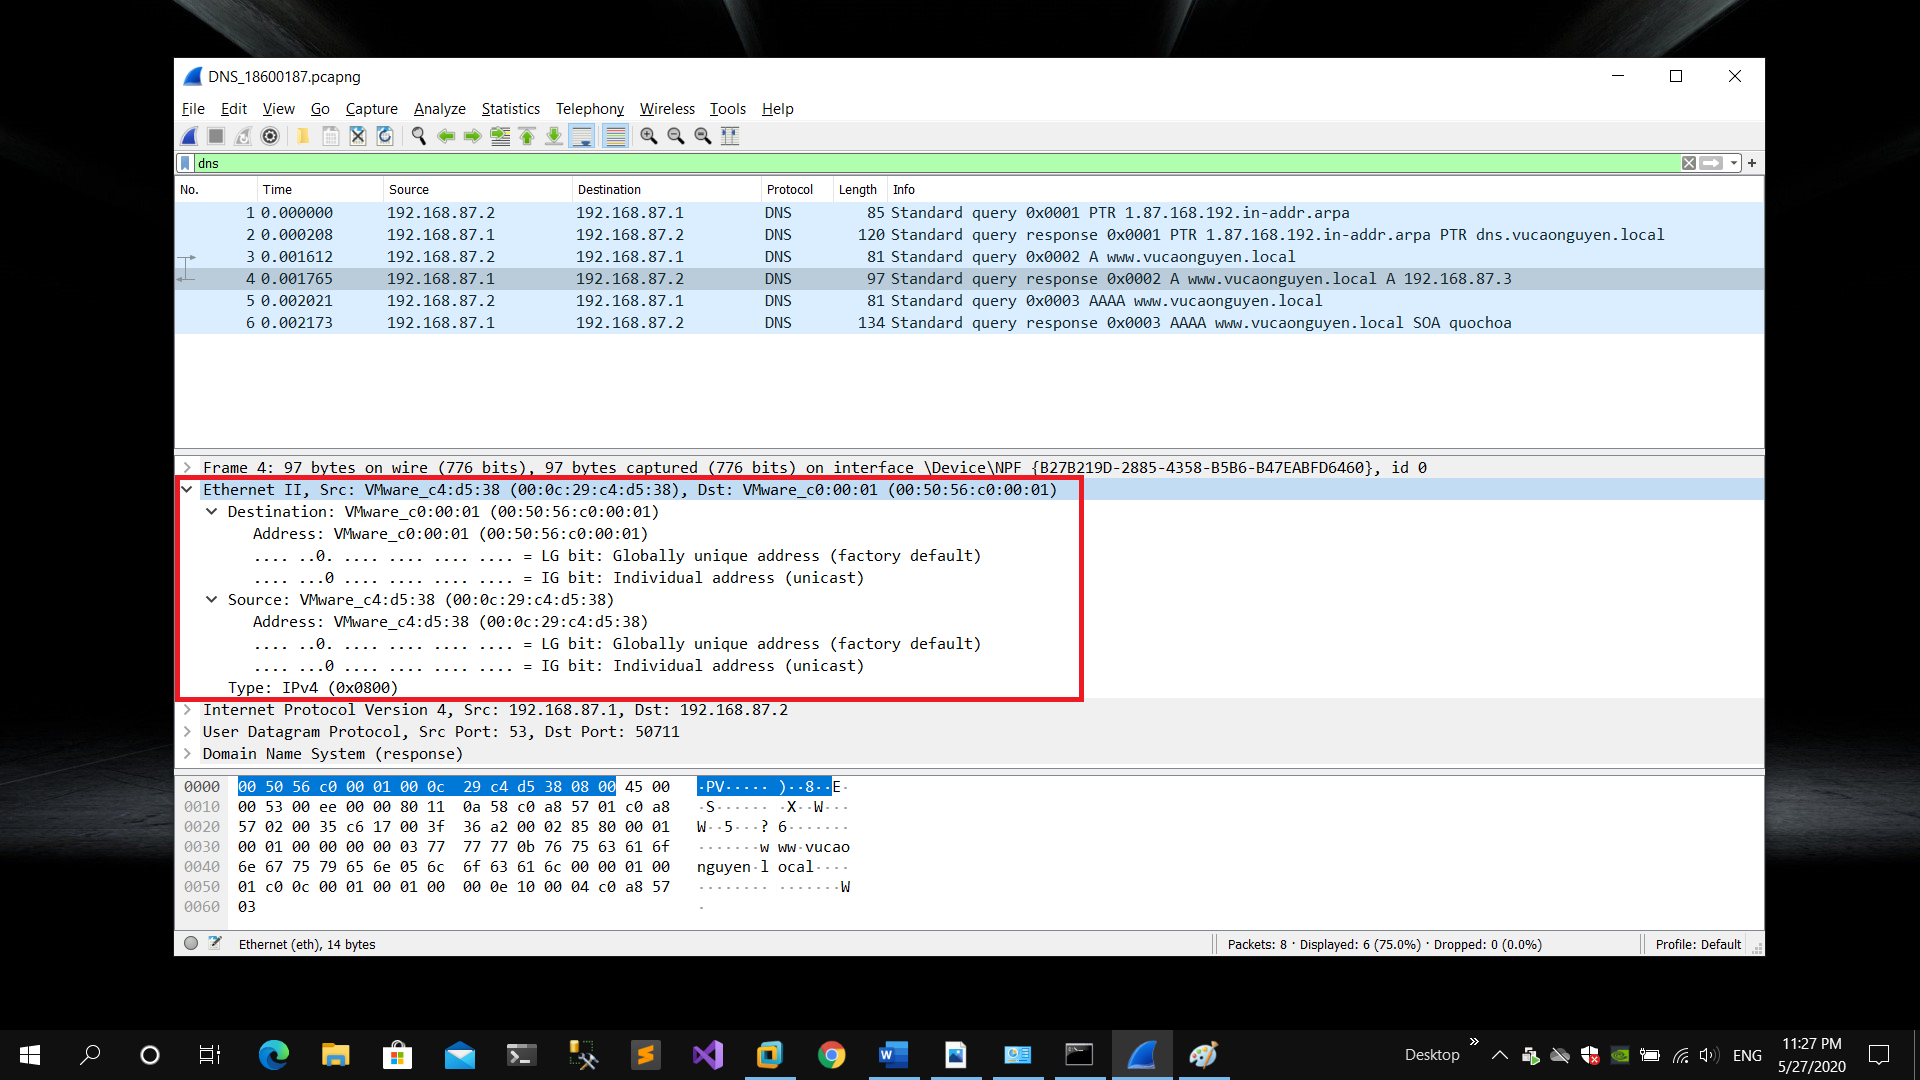 DNS_18600187.pcapng
File Edit View Go Capture Analyze Statistics Telephony Wireless Tools Help
dns
No. Time Source Destination Protocol Length Info
1 0.000000 192.168.87.2 192.168.87.1 DNS 85 Standard query 0x0001 PTR 1.87.168.192.in-addr.arpa
2 0.000208 192.168.87.1 192.168.87.2 DNS 120 Standard query response 0x0001 PTR 1.87.168.192.in-addr.arpa PTR dns.vucaonguyen.local
3 0.001612 192.168.87.2 192.168.87.1 DNS 81 Standard query 0x0002 A www.vucaonguyen.local
4 0.001765 192.168.87.1 192.168.87.2 DNS 97 Standard query response 0x0002 A www.vucaonguyen.local A 192.168.87.3
5 0.002021 192.168.87.2 192.168.87.1 DNS 81 Standard query 0x0003 AAAA www.vucaonguyen.local
6 0.002173 192.168.87.1 192.168.87.2 DNS 134 Standard query response 0x0003 AAAA www.vucaonguyen.local SOA quochoa
Frame 4: 97 bytes on wire (776 bits), 97 bytes captured (776 bits) on interface \Device\NPF_{B27B219D-2885-4358-B5B6-B47EABFD6460}, id 0
Ethernet II, Src: VMware_c4:d5:38 (00:0c:29:c4:d5:38), Dst: VMware_c0:00:01 (00:50:56:c0:00:01)
Destination: VMware_c0:00:01 (00:50:56:c0:00:01)
Address: VMware_c0:00:01 (00:50:56:c0:00:01)
.... ..0. .... .... .... .... = LG bit: Globally unique address (factory default)
.... ...0 .... .... .... .... = IG bit: Individual address (unicast)
Source: VMware_c4:d5:38 (00:0c:29:c4:d5:38)
Address: VMware_c4:d5:38 (00:0c:29:c4:d5:38)
.... ..0. .... .... .... .... = LG bit: Globally unique address (factory default)
.... ...0 .... .... .... .... = IG bit: Individual address (unicast)
Type: IPv4 (0x0800)
Internet Protocol Version 4, Src: 192.168.87.1, Dst: 192.168.87.2
User Datagram Protocol, Src Port: 53, Dst Port: 50711
Domain Name System (response)
0000 00 50 56 c0 00 01 00 0c 29 c4 d5 38 08 00 45 00 ·PV····· )··8··E·
0010 00 53 00 ee 00 00 80 11 0a 58 c0 a8 57 01 c0 a8 ·S······ ·X··W···
0020 57 02 00 35 c6 17 00 3f 36 a2 00 02 85 80 00 01 W··5···? 6·······
0030 00 01 00 00 00 00 03 77 77 77 0b 76 75 63 61 6f ·······w ww·vucao
0040 6e 67 75 79 65 6e 05 6c 6f 63 61 6c 00 00 01 00 nguyen·l ocal····
0050 01 c0 0c 00 01 00 01 00 00 0e 10 00 04 c0 a8 57 ········ ·······W
0060 03 ·
Ethernet (eth), 14 bytes Packets: 8 · Displayed: 6 (75.0%) · Dropped: 0 (0.0%) Profile: Default
Desktop ENG 11:27 PM
5/27/2020